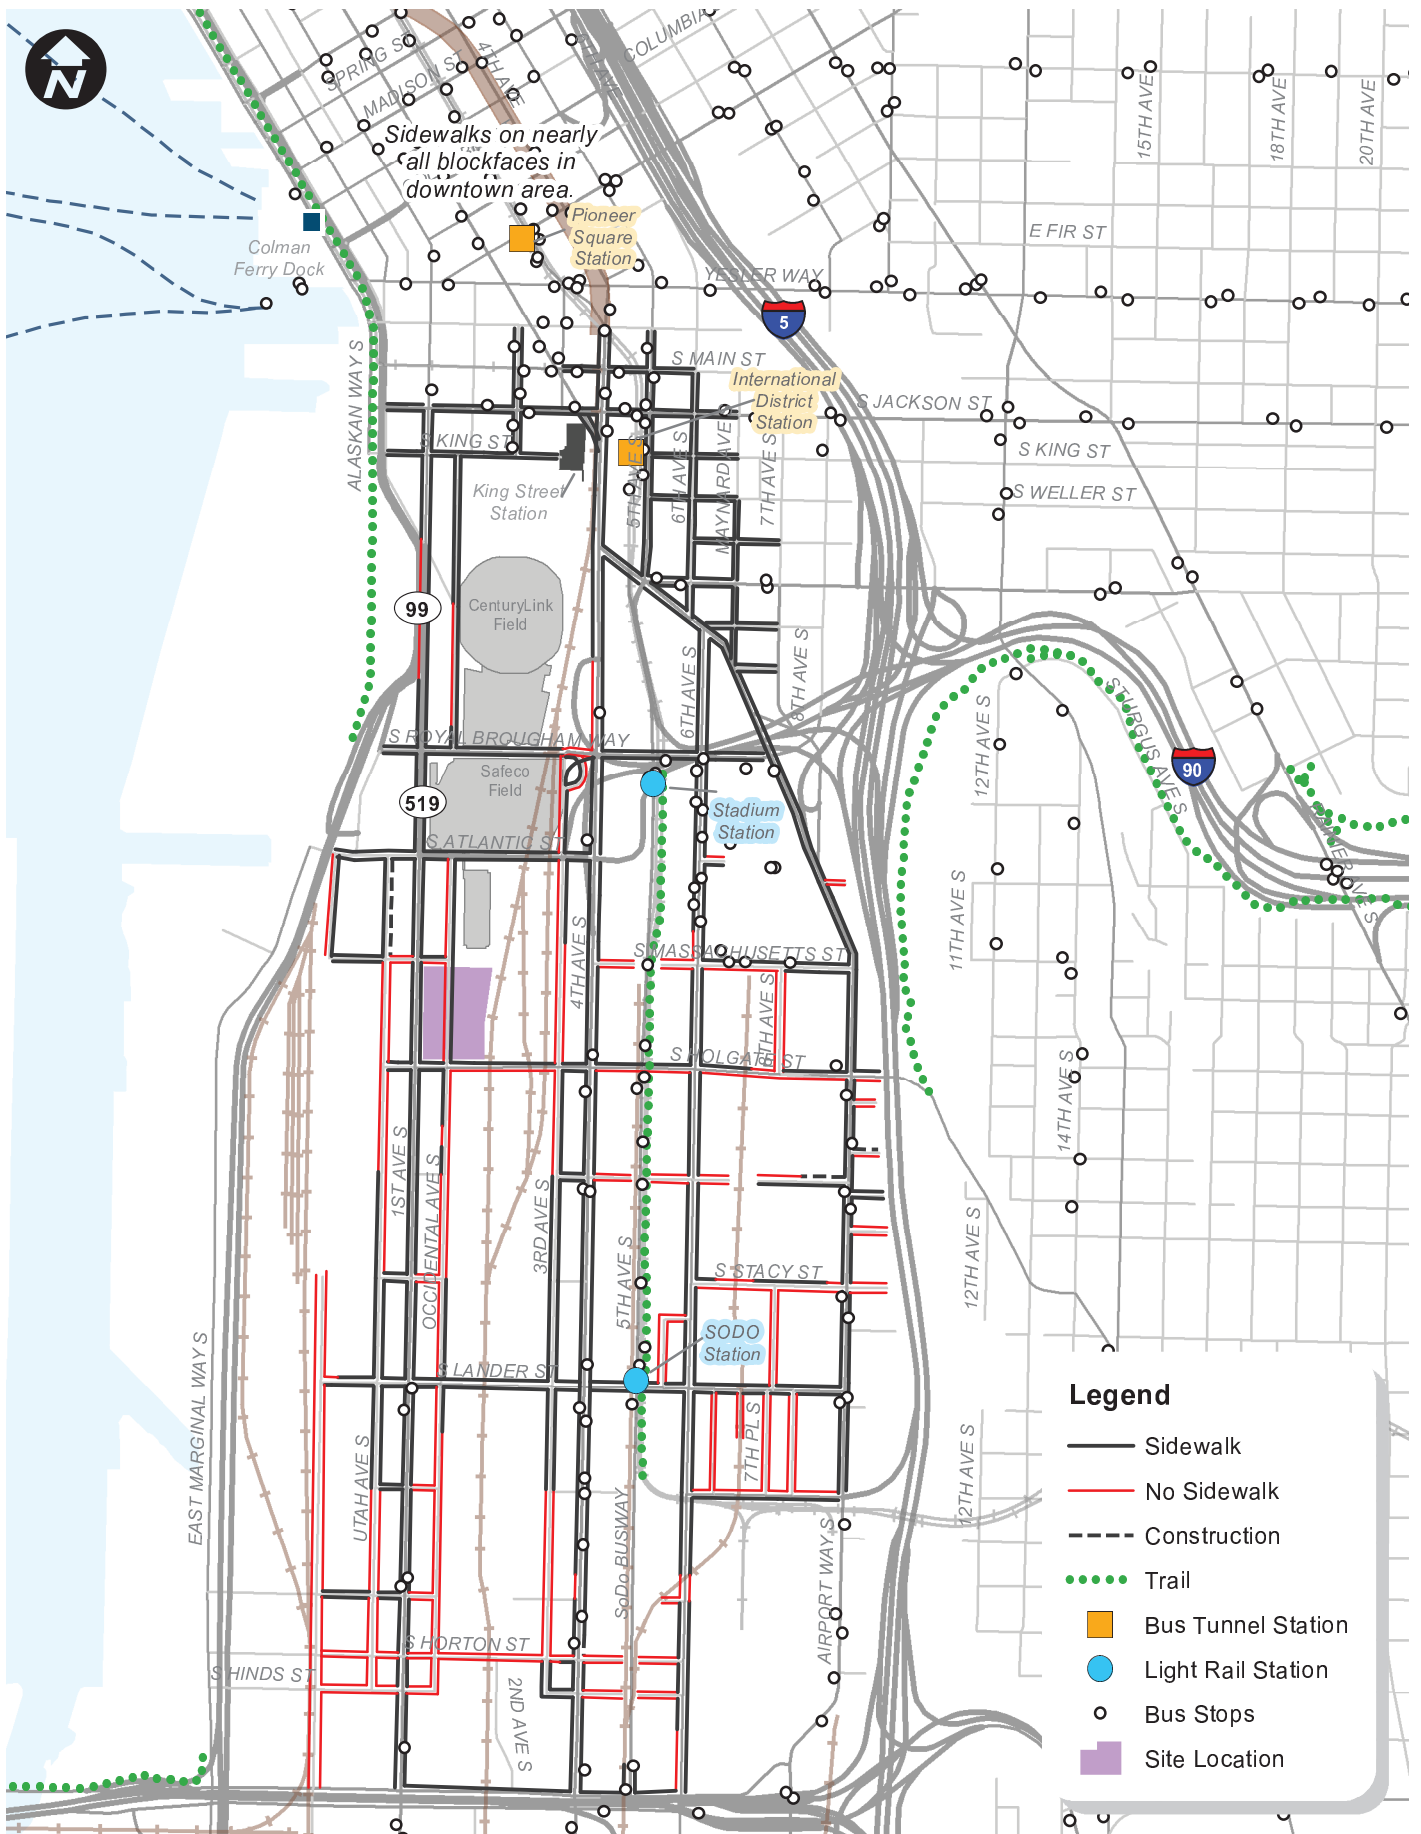 N
SPRING ST
MADISON ST
4TH AVE
COLUMBIA
15TH AVE
18TH AVE
20TH AVE
Sidewalks on nearly
all blockfaces in
downtown area.
Pioneer
Square
Station
E FIR ST
Colman
Ferry Dock
YESLER WAY
5
ALASKAN WAY S
S MAIN ST
International
District
Station
S JACKSON ST
S KING ST
S KING ST
King Street
Station
5TH AVE S
6TH AVE S
MAYNARD AVE S
7TH AVE S
S WELLER ST
99
CenturyLink
Field
6TH AVE S
8TH AVE S
12TH AVE S
STURGUS AVE S
S ROYAL BROUGHAM WAY
Safeco
Field
90
519
Stadium
Station
S ATLANTIC ST
11TH AVE S
4TH AVE S
S MASSACHUSETTS ST
S HOLGATE ST
14TH AVE S
1ST AVE S
OCCIDENTAL AVE S
3RD AVE S
5TH AVE S
12TH AVE S
S STACY ST
SODO
Station
S LANDER ST
EAST MARGINAL WAY S
UTAH AVE S
7TH PL S
12TH AVE S
SoDo BUSWAY
AIRPORT WAY S
S HORTON ST
S HINDS ST
2ND AVE S
Legend
Sidewalk
No Sidewalk
Construction
Trail
Bus Tunnel Station
Light Rail Station
Bus Stops
Site Location